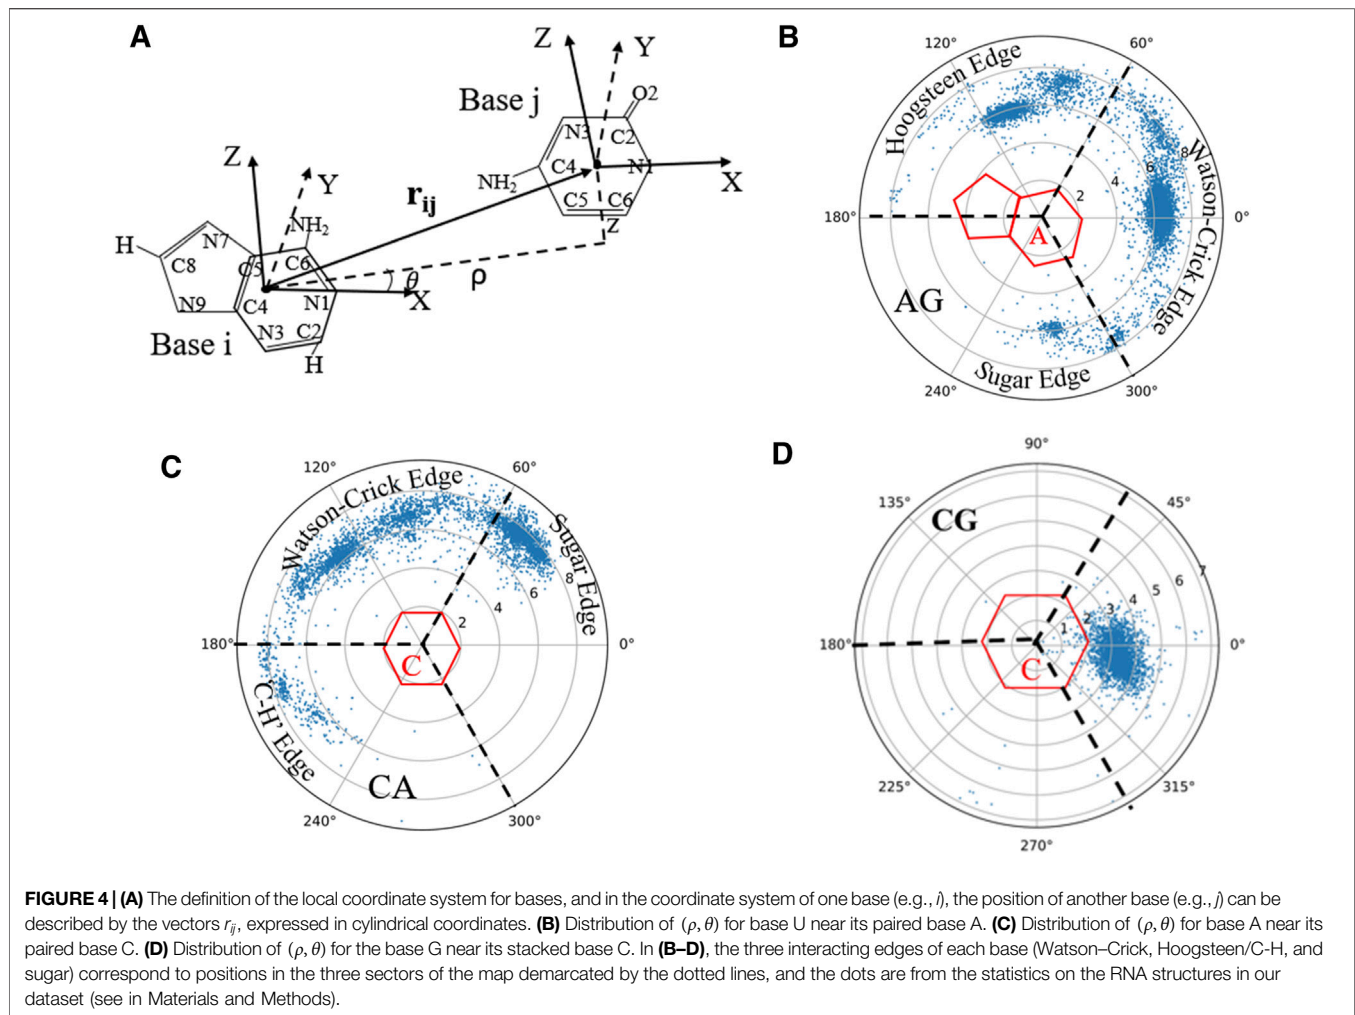 A
Z
Y
Base j
O2
N3
C2
C4
N1
X
NH2
C5
C6
z
Z
Y
rij
NH2
H
N7
C5
C6
C8
θ
ρ
X
N9
C4
N1
Base i
N3
C2
H
B
120°
60°
Hoogsteen Edge
Watson-Crick Edge
8
6
4
2
180°
0°
A
AG
Sugar Edge
240°
300°
C
120°
60°
Watson-Crick Edge
Sugar Edge
8
6
4
2
180°
0°
C
'C-H' Edge
CA
240°
300°
D
90°
135°
45°
CG
7
6
5
4
3
2
1
180°
0°
C
225°
315°
270°
FIGURE 4 | (A) The definition of the local coordinate system for bases, and in the coordinate system of one base (e.g., i), the position of another base (e.g., j) can be
described by the vectors rij, expressed in cylindrical coordinates. (B) Distribution of (ρ, θ) for base U near its paired base A. (C) Distribution of (ρ, θ) for base A near its
paired base C. (D) Distribution of (ρ, θ) for the base G near its stacked base C. In (B–D), the three interacting edges of each base (Watson–Crick, Hoogsteen/C-H, and
sugar) correspond to positions in the three sectors of the map demarcated by the dotted lines, and the dots are from the statistics on the RNA structures in our
dataset (see in Materials and Methods).